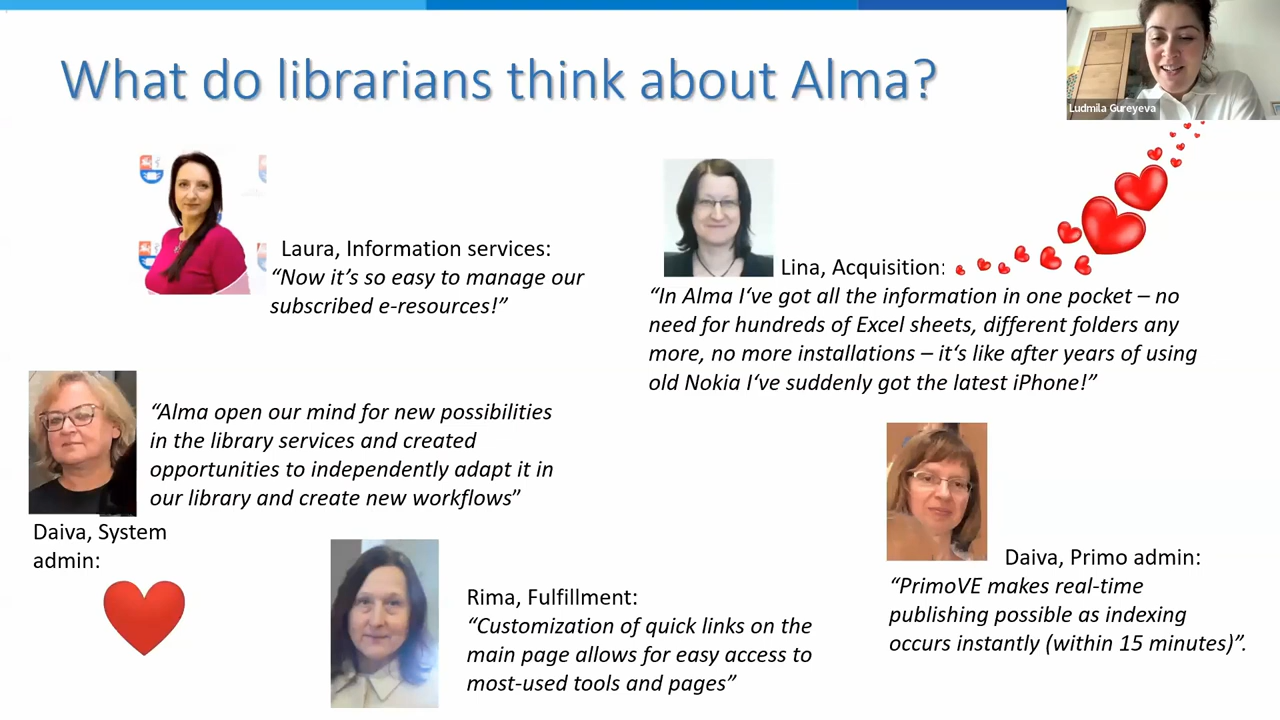 What do librarians think about Alma?
Ludmila Gureyeva
Laura, Information services:
“Now it’s so easy to manage our
subscribed e-resources!”
Lina, Acquisition:
“In Alma I‘ve got all the information in one pocket – no
need for hundreds of Excel sheets, different folders any
more, no more installations – it‘s like after years of using
old Nokia I‘ve suddenly got the latest iPhone!”
“Alma open our mind for new possibilities
in the library services and created
opportunities to independently adapt it in
our library and create new workflows”
Daiva, System
admin:
Rima, Fulfillment:
“Customization of quick links on the
main page allows for easy access to
most-used tools and pages”
Daiva, Primo admin:
“PrimoVE makes real-time
publishing possible as indexing
occurs instantly (within 15 minutes)”.